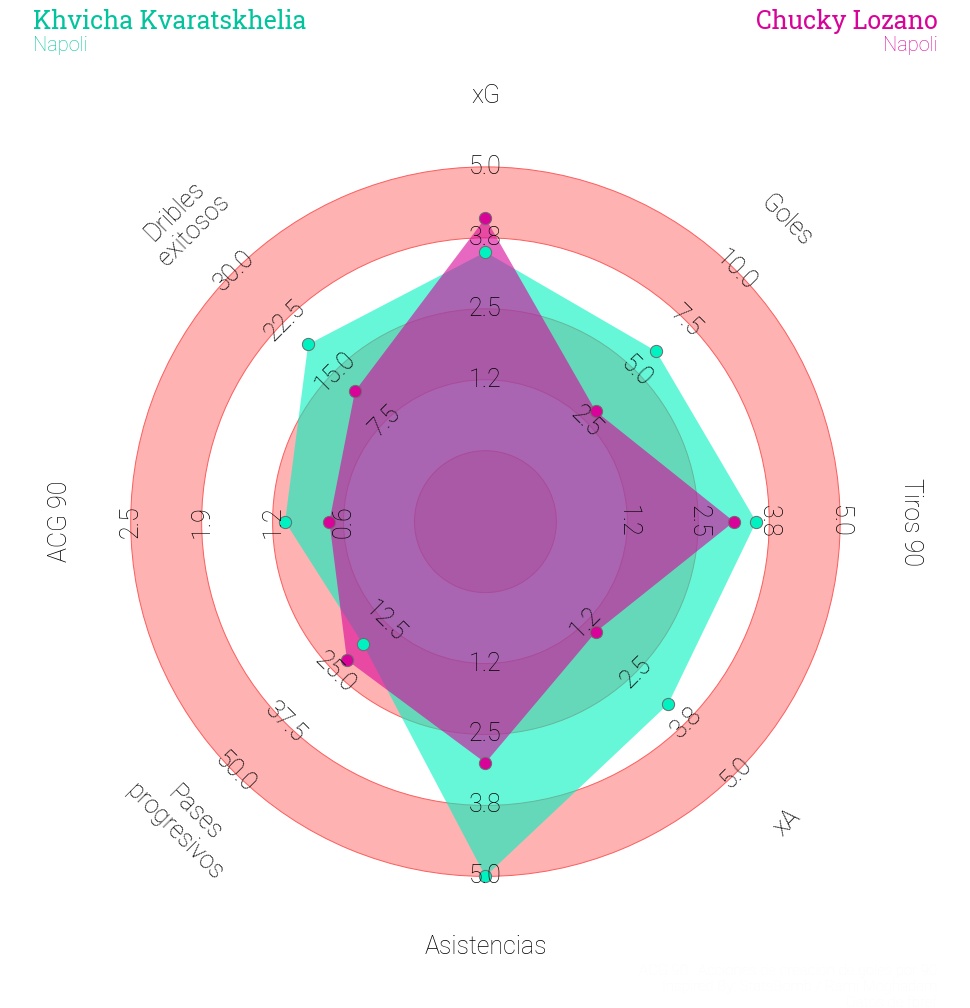 Khvicha Kvaratskhelia
Napoli
Chucky Lozano
Napoli
xG
5.0
3.8
2.5
1.2
Goles
10.0
7.5
5.0
2.5
Tiros 90
1.2
2.5
3.8
5.0
xA
1.2
2.5
3.8
5.0
Asistencias
1.2
2.5
3.8
5.0
Pases
progresivos
12.5
25.0
37.5
50.0
ACG 90
2.5
1.9
1.2
0.6
Dribles
exitosos
30.0
22.5
15.0
7.5